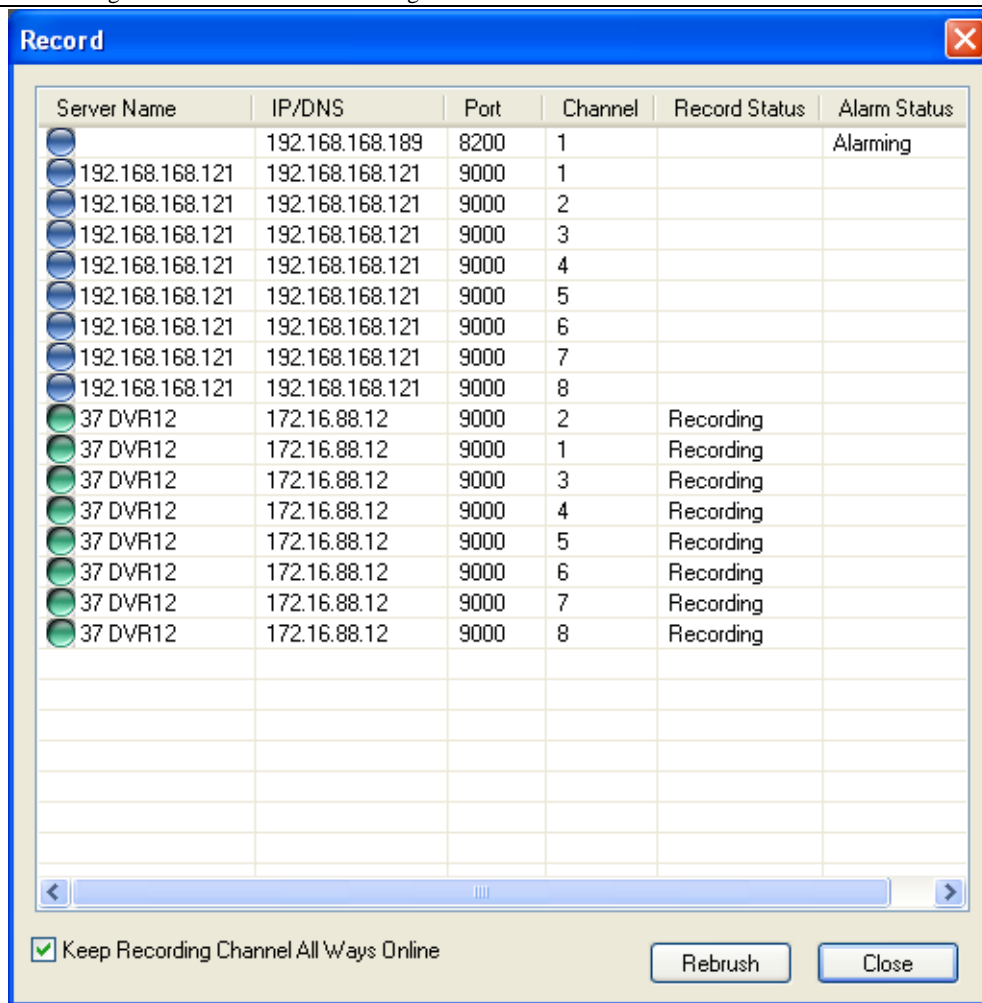 Record
Server Name IP/DNS Port Channel Record Status Alarm Status
192.168.168.189 8200 1 Alarming
192.168.168.121 192.168.168.121 9000 1
192.168.168.121 192.168.168.121 9000 2
192.168.168.121 192.168.168.121 9000 3
192.168.168.121 192.168.168.121 9000 4
192.168.168.121 192.168.168.121 9000 5
192.168.168.121 192.168.168.121 9000 6
192.168.168.121 192.168.168.121 9000 7
192.168.168.121 192.168.168.121 9000 8
37 DVR12 172.16.88.12 9000 2 Recording
37 DVR12 172.16.88.12 9000 1 Recording
37 DVR12 172.16.88.12 9000 3 Recording
37 DVR12 172.16.88.12 9000 4 Recording
37 DVR12 172.16.88.12 9000 5 Recording
37 DVR12 172.16.88.12 9000 6 Recording
37 DVR12 172.16.88.12 9000 7 Recording
37 DVR12 172.16.88.12 9000 8 Recording
Keep Recording Channel All Ways Online
Rebrush Close